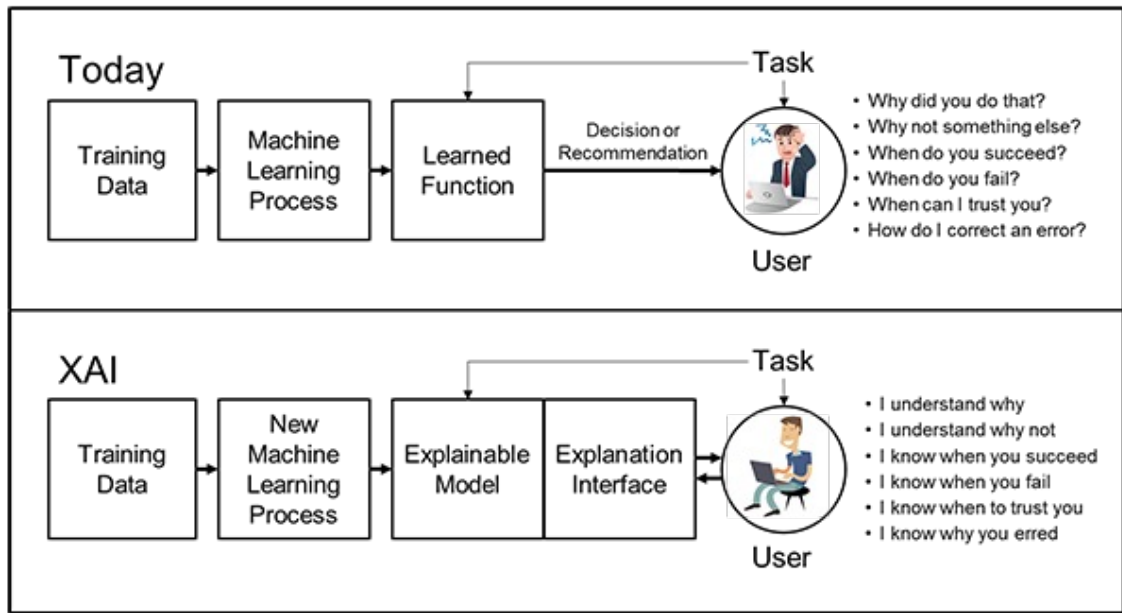 Today
Task
Training
Data
Machine
Learning
Process
Learned
Function
Decision or
Recommendation
User
• Why did you do that?
• Why not something else?
• When do you succeed?
• When do you fail?
• When can I trust you?
• How do I correct an error?
XAI
Task
Training
Data
New
Machine
Learning
Process
Explainable
Model
Explanation
Interface
User
• I understand why
• I understand why not
• I know when you succeed
• I know when you fail
• I know when to trust you
• I know why you erred